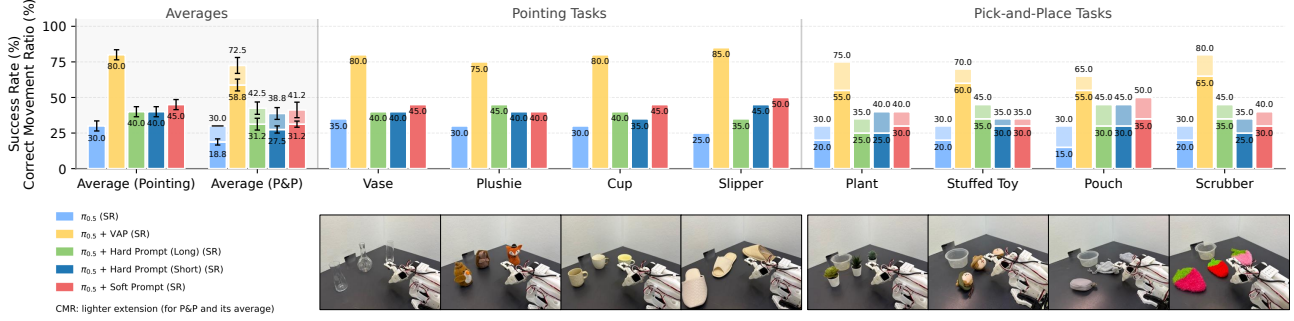 Averages
Pointing Tasks
Pick-and-Place Tasks
Success Rate (%)
Correct Movement Ratio (%)
100
75
50
25
0
30.0 80.0 40.0 40.0 45.0
30.0 18.8 72.5 58.8 42.5 31.2 38.8 27.5 41.2 31.2
35.0 80.0 40.0 40.0 45.0
30.0 75.0 45.0 40.0 40.0
30.0 80.0 40.0 35.0 45.0
25.0 85.0 35.0 45.0 50.0
30.0 20.0 75.0 55.0 35.0 25.0 40.0 25.0 40.0 30.0
30.0 20.0 70.0 60.0 45.0 35.0 35.0 30.0 35.0 30.0
30.0 15.0 65.0 55.0 45.0 30.0 45.0 30.0 50.0 35.0
30.0 20.0 80.0 65.0 45.0 35.0 35.0 25.0 40.0 30.0
Average (Pointing)
Average (P&P)
Vase
Plushie
Cup
Slipper
Plant
Stuffed Toy
Pouch
Scrubber
π0.5 (SR)
π0.5 + VAP (SR)
π0.5 + Hard Prompt (Long) (SR)
π0.5 + Hard Prompt (Short) (SR)
π0.5 + Soft Prompt (SR)
CMR: lighter extension (for P&P and its average)